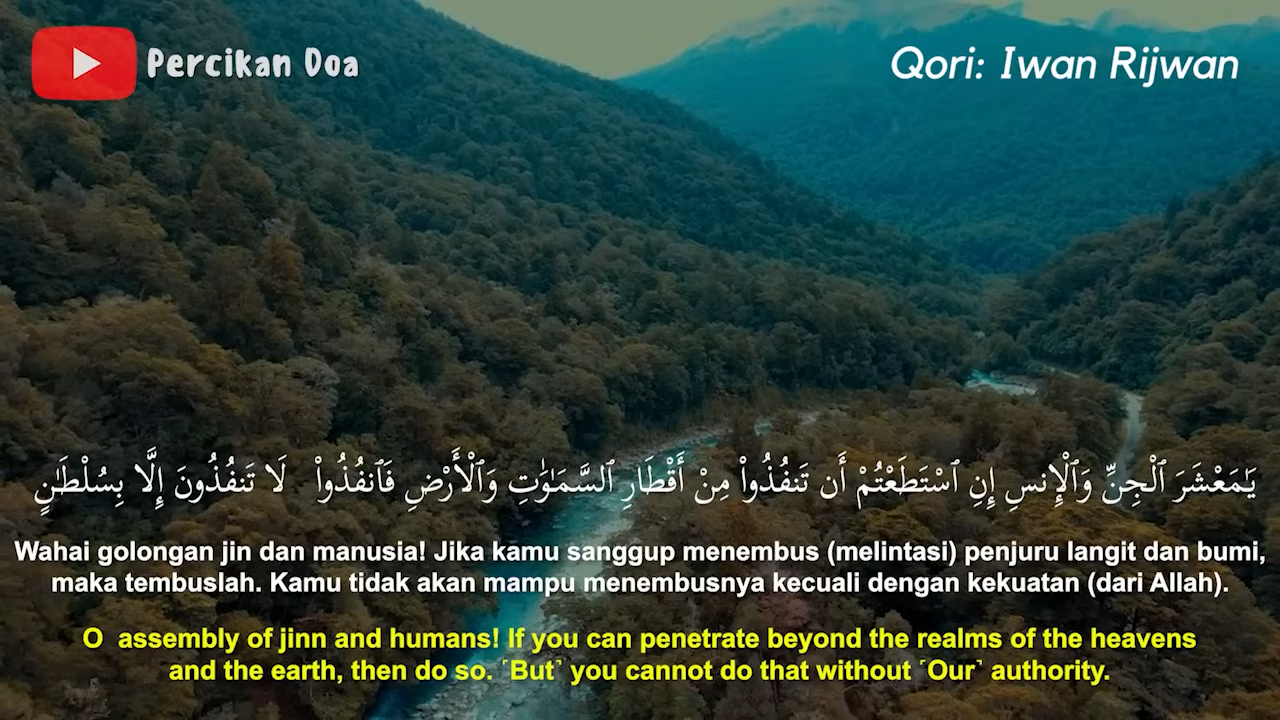 Percikan Doa
Qori: Iwan Rijwan
يَـٰمَعْشَرَ ٱلْجِنِّ وَٱلْإِنسِ إِنِ ٱسْتَطَعْتُمْ أَن تَنفُذُوا۟ مِنْ أَقْطَارِ ٱلسَّمَـٰوَٰتِ وَٱلْأَرْضِ فَٱنفُذُوا۟ لَا تَنفُذُونَ إِلَّا بِسُلْطَـٰنٍ
Wahai golongan jin dan manusia! Jika kamu sanggup menembus (melintasi) penjuru langit dan bumi,
maka tembuslah. Kamu tidak akan mampu menembusnya kecuali dengan kekuatan (dari Allah).
O assembly of jinn and humans! If you can penetrate beyond the realms of the heavens
and the earth, then do so. ˹But˺ you cannot do that without ˹Our˺ authority.